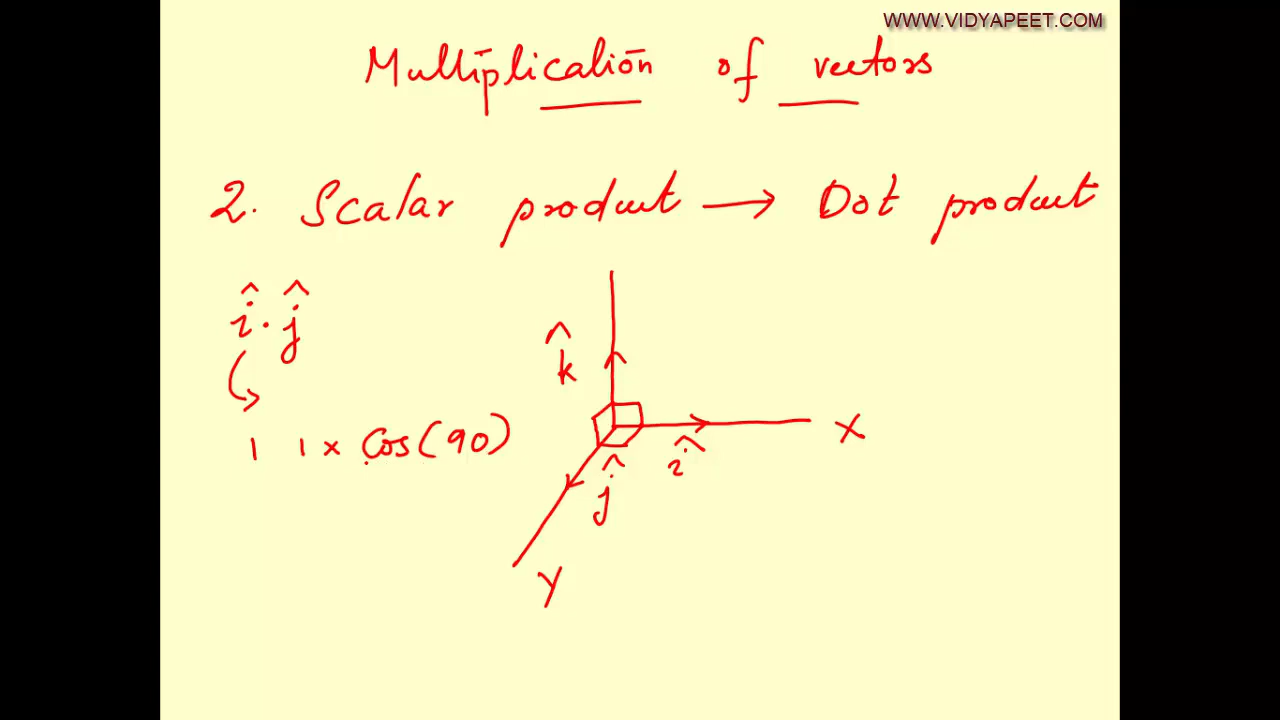 WWW.VIDYAPEET.COM
Multiplication of vectors
2. Scalar product → Dot product
î . ĵ
k̂
X
î
1 1 × Cos(90)
ĵ
Y